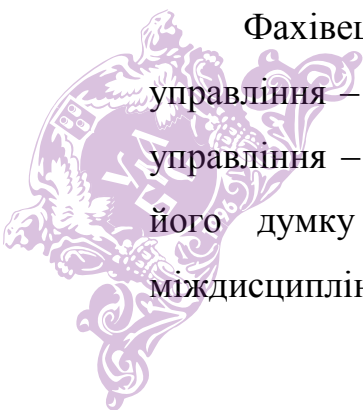 Фахівец
управління –
управління –
його думку
міждисциплін